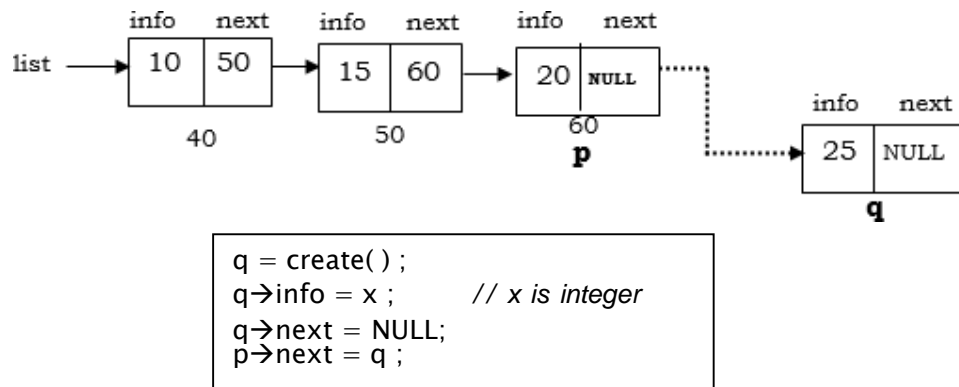 info next
info next
info next
list 10 50
15 60
20 NULL
40
50
60
p
info next
25 NULL
q
q = create( ) ;
q→info = x ; // x is integer
q→next = NULL;
p→next = q ;